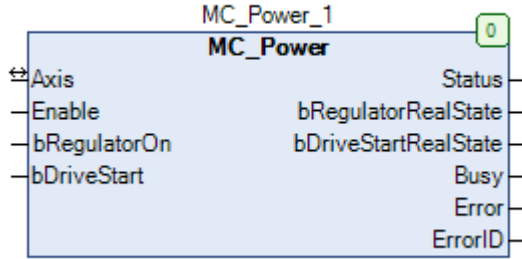 MC_Power_1
0
MC_Power
Axis Status
Enable bRegulatorRealState
bRegulatorOn bDriveStartRealState
bDriveStart Busy
Error
ErrorID